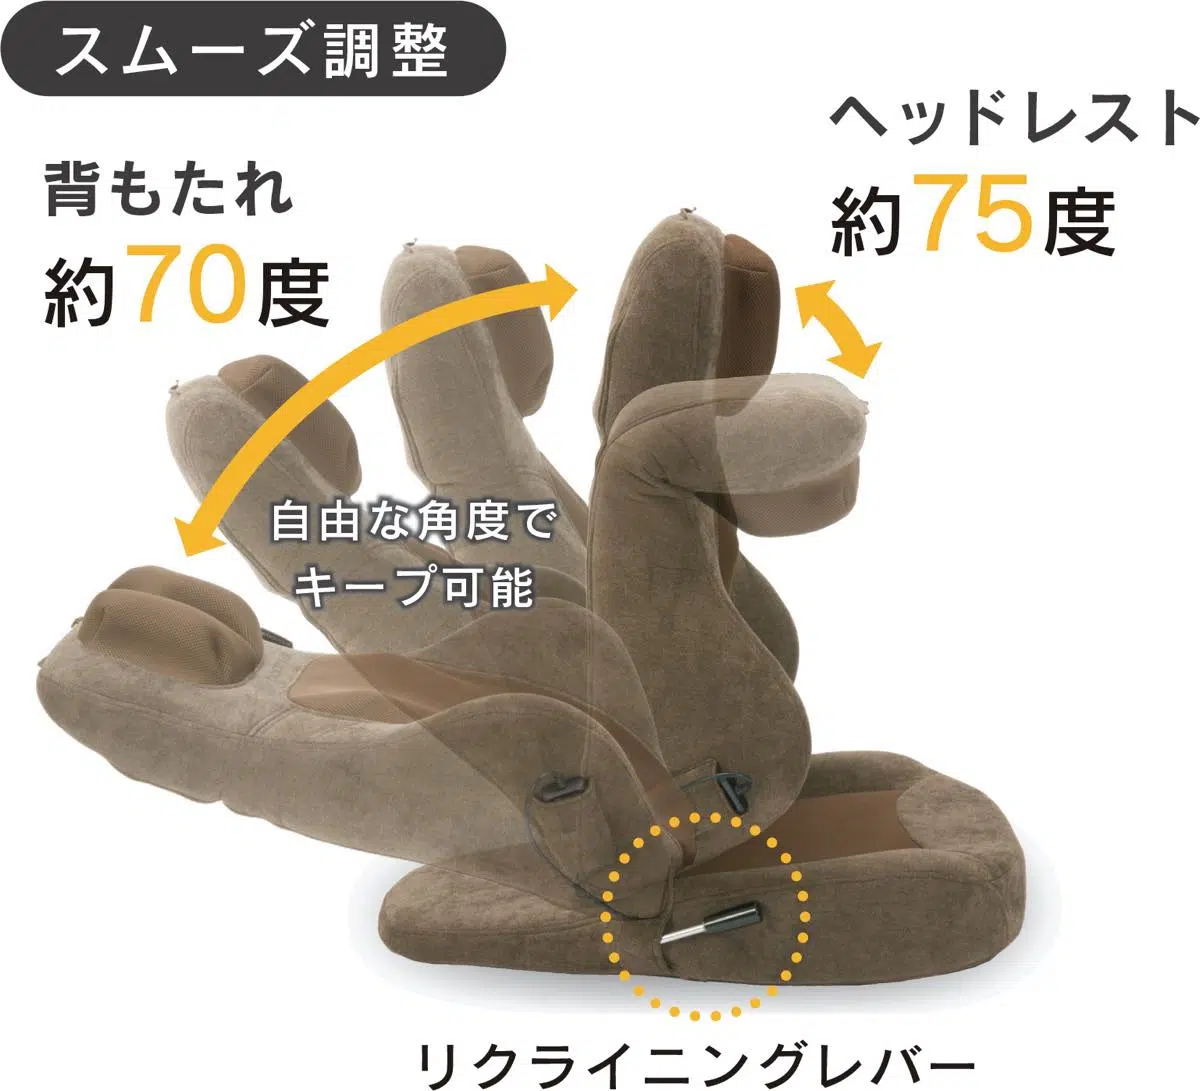 スムーズ調整
ヘッドレスト
約75度
背もたれ
約70度
自由な角度で
キープ可能
リクライニングレバー